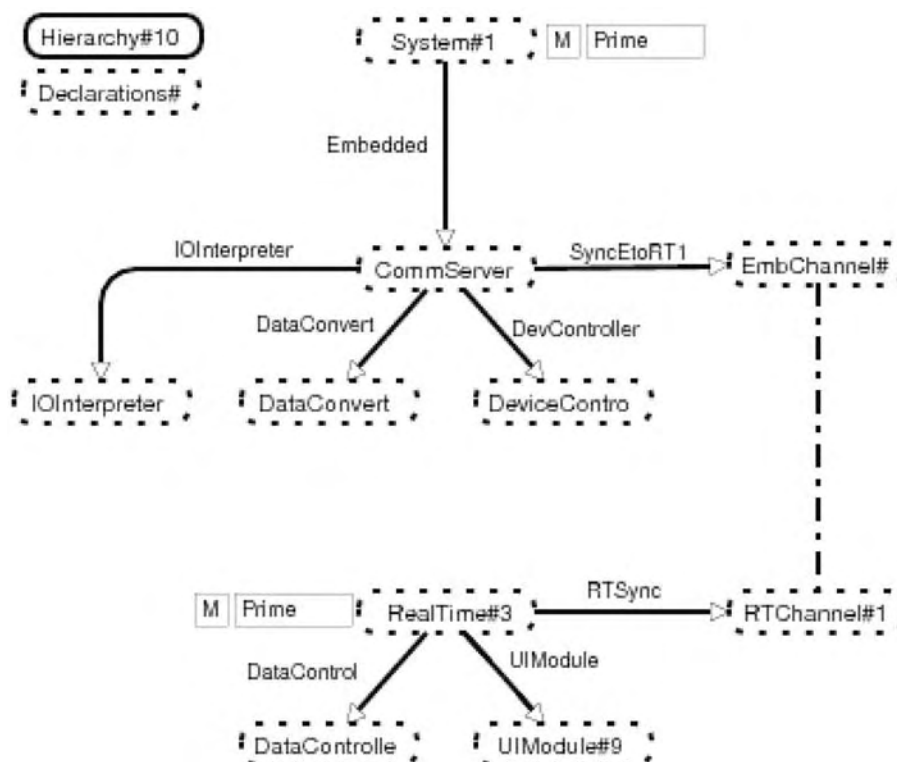 Hierarchy#10
System#1
M
Prime
Declarations#
Embedded
IOInterpreter
SyncEtoRT1
CommServer
EmbChannel#
DataConvert
DevController
IOInterpreter
DataConvert
DeviceContro
RTSync
M
Prime
RealTime#3
RTChannel#1
DataControl
UIModule
DataControlle
UIModule#9